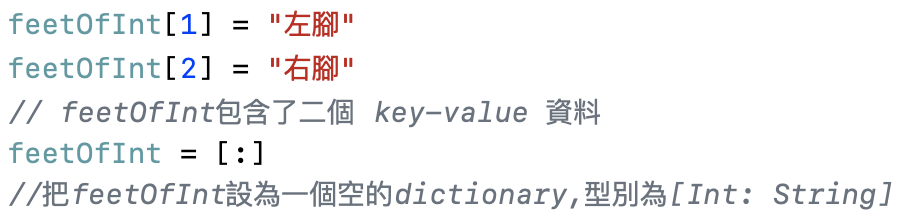 feetOfInt[1] = "左腳"
feetOfInt[2] = "右腳"
// feetOfInt包含了二個 key-value 資料
feetOfInt = [:]
//把feetOfInt設為一個空的dictionary,型別為[Int: String]